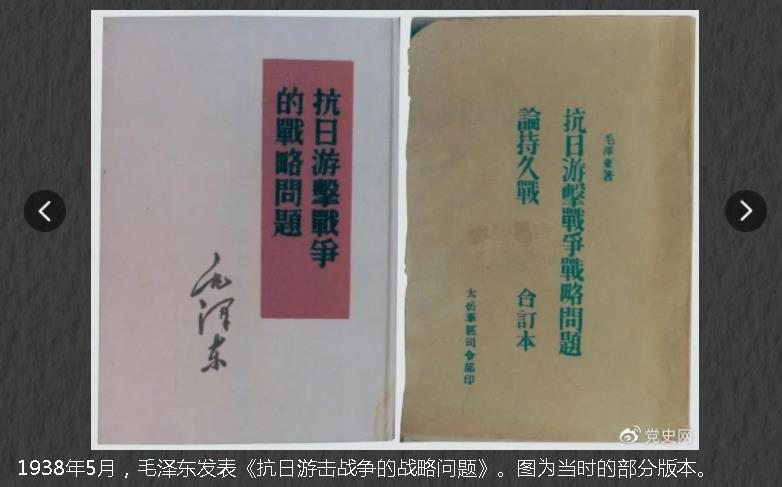 抗日游擊戰爭
的戰略問題
毛泽东
毛澤東著
抗日游擊戰爭戰略問題
論持久戰 合訂本
太岳軍區司令部印
党史网
1938年5月，毛泽东发表《抗日游击战争的战略问题》。图为当时的部分版本。